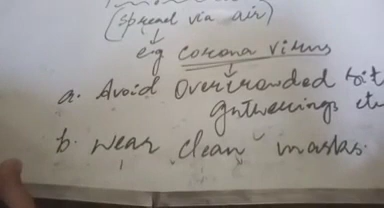 (spread via air)
eg corona virus
a. Avoid Overcrowded
gatherings etc
b. wear clean masks.